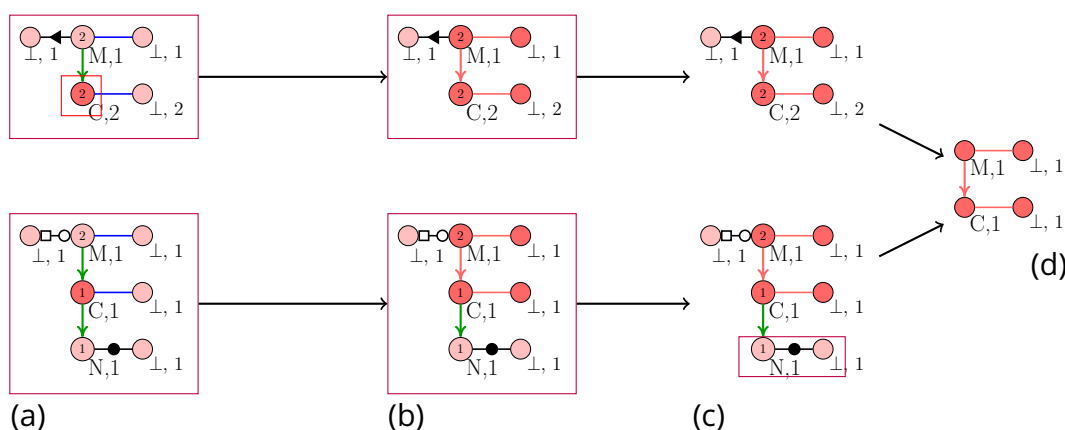 2
⊥, 1 M,1 ⊥, 1
2
C,2 ⊥, 2
2
⊥, 1 M,1 ⊥, 1
2
C,2 ⊥, 2
2
⊥, 1 M,1 ⊥, 1
2
C,2 ⊥, 2
M,1 ⊥, 1
C,1 ⊥, 1
(d)
2
⊥, 1 M,1 ⊥, 1
1
C,1 ⊥, 1
1
N,1 ⊥, 1
(a)
2
⊥, 1 M,1 ⊥, 1
1
C,1 ⊥, 1
1
N,1 ⊥, 1
(b)
2
⊥, 1 M,1 ⊥, 1
1
C,1 ⊥, 1
1
N,1 ⊥, 1
(c)